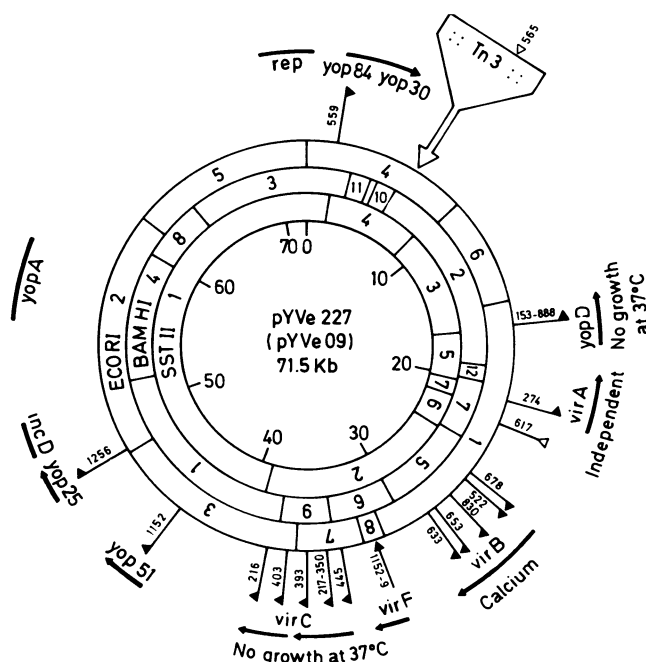 Tn 3
565
rep
yop84 yop30
559
5
4
3
11
10
8
4
6
2
3
70 0
10
60
2
4
1
ECORI
BAM HI
SST II
pYVe 227
(pYVe 09)
71.5 Kb
yopA
153-888
yopD
No growth
at 37°C
20
5
12
7
7
6
50
274
virA
617
Independent
1
40
30
2
1
5
incD
yop25
1256
3
9
6
7
8
678
522
830
653
633
virB
Calcium
1152
yop 51
216
403
393
217-350
445
1152-9
virF
virC
No growth at 37°C